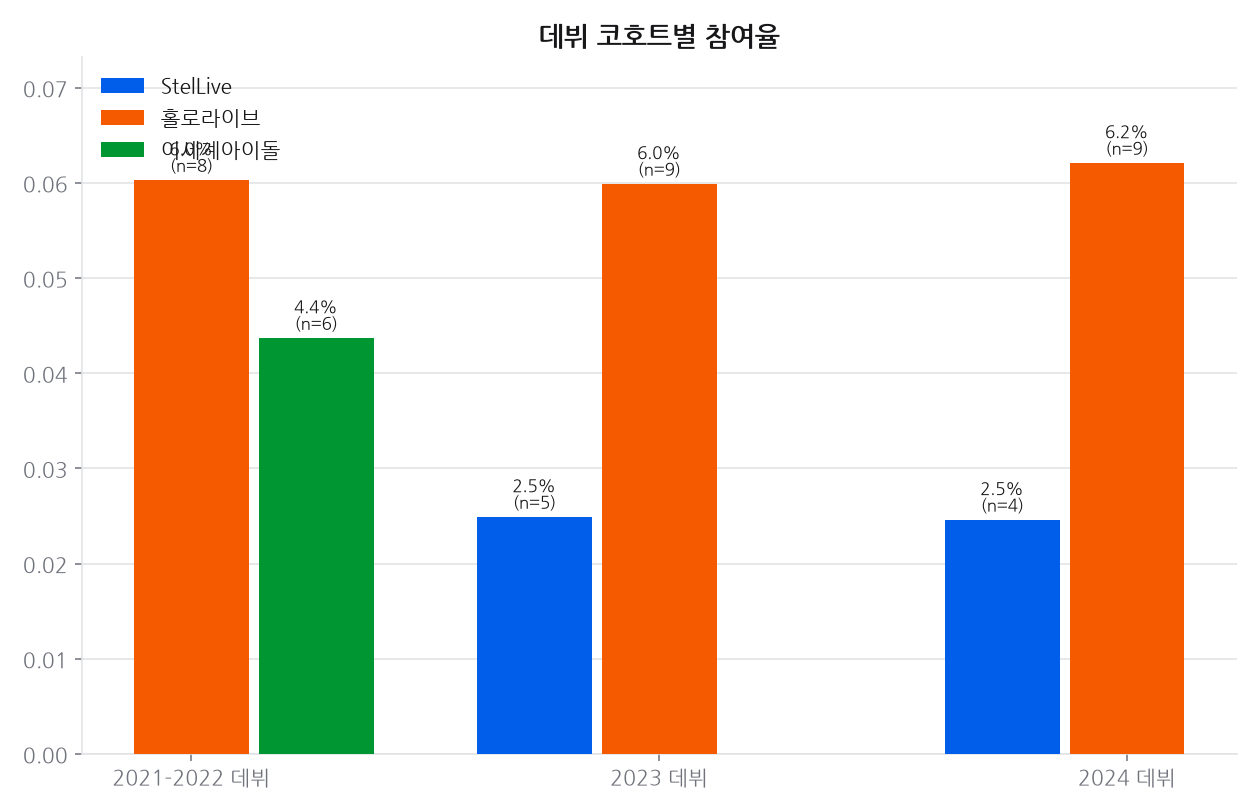 데뷔 코호트별 참여율
StelLive
홀로라이브
이세계아이돌
0.07
0.06
0.05
0.04
0.03
0.02
0.01
0.00
6.0%
(n=8)
4.4%
(n=6)
2.5%
(n=5)
6.0%
(n=9)
2.5%
(n=4)
6.2%
(n=9)
2021-2022 데뷔
2023 데뷔
2024 데뷔